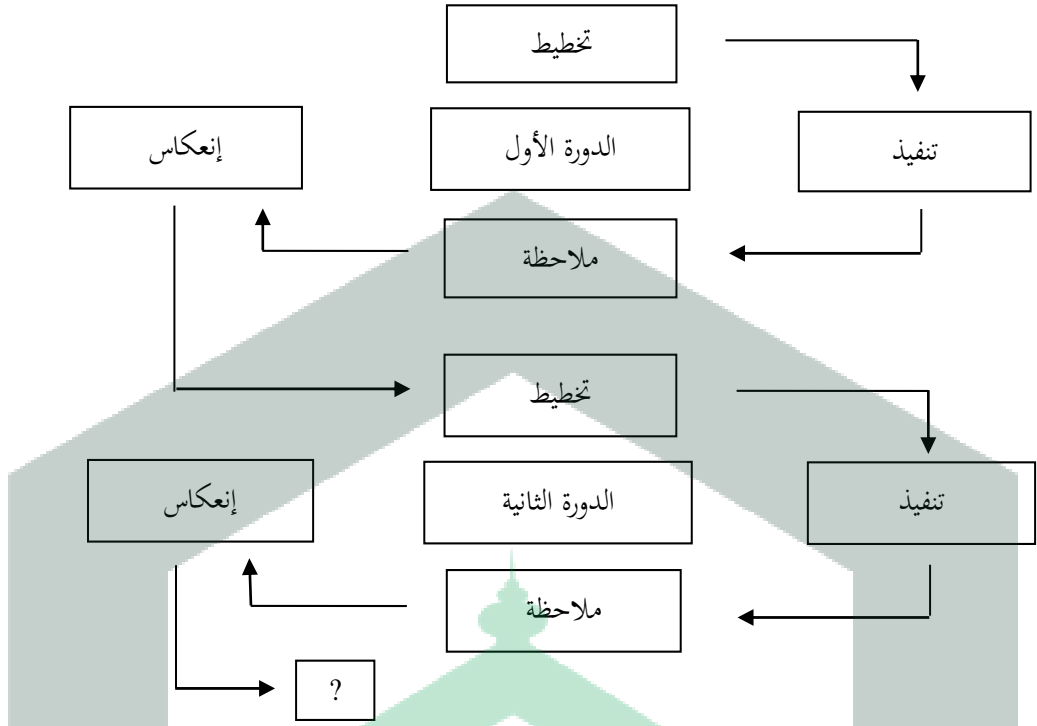 تخطيط
إنعكاس
الدورة الأول
تنفيذ
ملاحظة
تخطيط
إنعكاس
الدورة الثانية
تنفيذ
ملاحظة
?